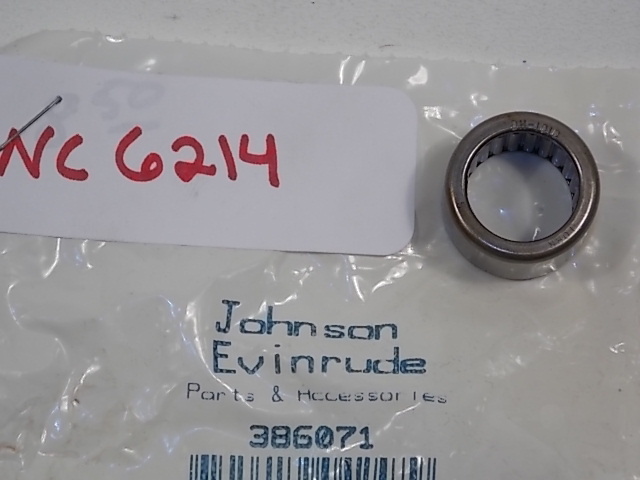 NC 6214
Johnson
Evinrude
Parts & Accessories
386071